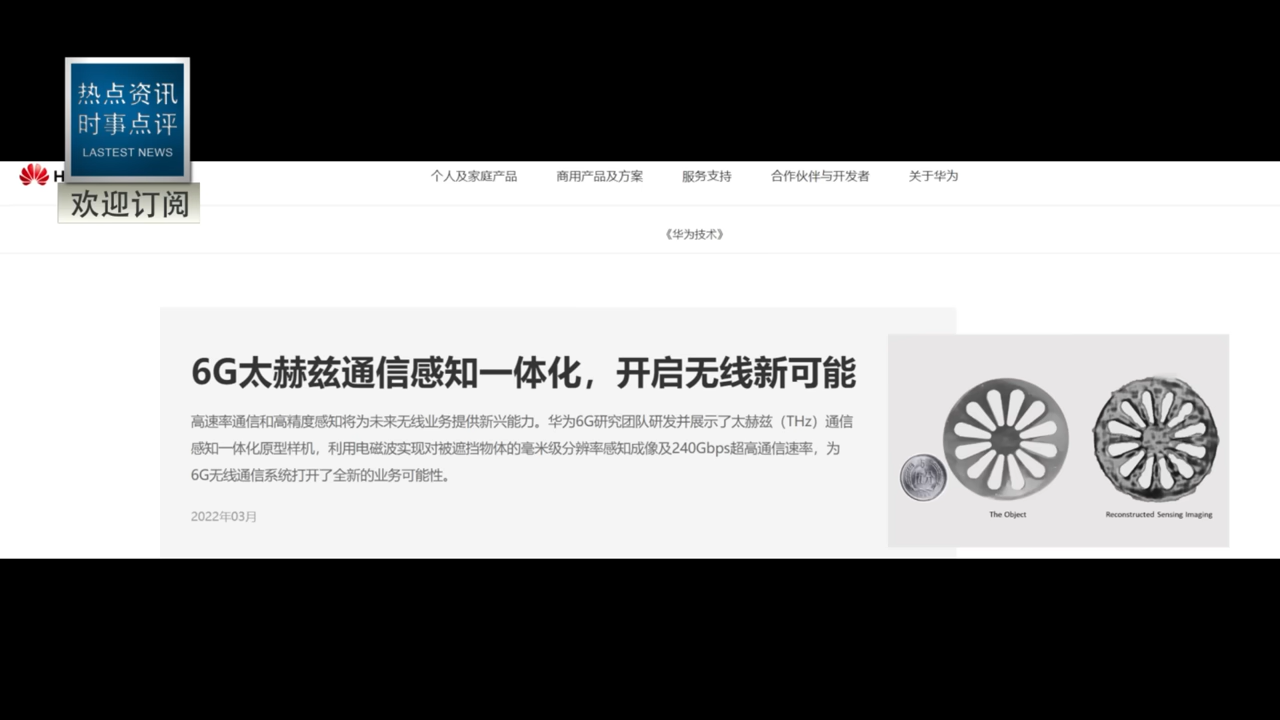 热点资讯
时事点评
LASTEST NEWS
欢迎订阅
H
个人及家庭产品 商用产品及方案 服务支持 合作伙伴与开发者 关于华为
《华为技术》
6G太赫兹通信感知一体化，开启无线新可能
高速率通信和高精度感知将为未来无线业务提供新兴能力。华为6G研究团队研发并展示了太赫兹（THz）通信
感知一体化原型样机，利用电磁波实现对被遮挡物体的毫米级分辨率感知成像及240Gbps超高通信速率，为
6G无线通信系统打开了全新的业务可能性。
2022年03月
The Object
Reconstructed Sensing Imaging